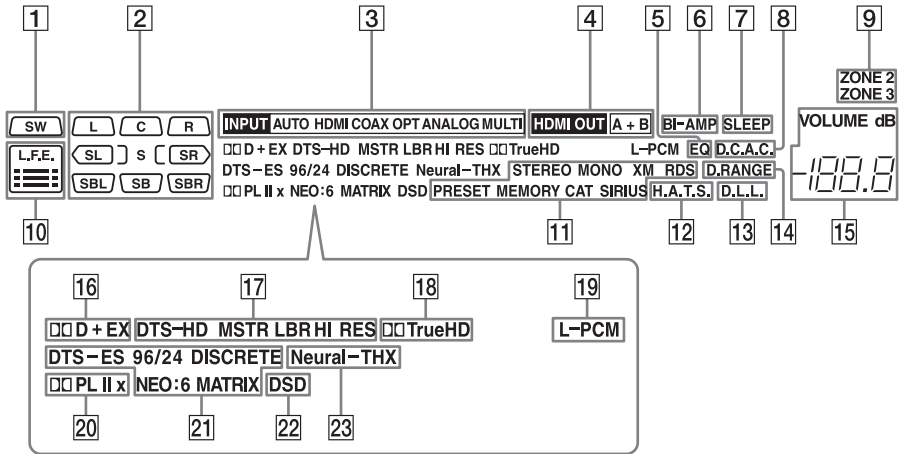 1 2 3 4 5 6 7 8 9
ZONE 2
ZONE 3
SW L C R INPUT AUTO HDMI COAX OPT ANALOG MULTI HDMI OUT A + B BI-AMP SLEEP VOLUME dB
L.F.E. SL S SR D + EX DTS-HD MSTR LBR HI RES TrueHD L-PCM EQ D.C.A.C.
DTS-ES 96/24 DISCRETE Neural-THX STEREO MONO XM RDS D.RANGE -188.8
SBL SB SBR PL II x NEO:6 MATRIX DSD PRESET MEMORY CAT SIRIUS H.A.T.S. D.L.L.
10 11 12 13 14 15
16 17 18 19
D + EX DTS-HD MSTR LBR HI RES TrueHD L-PCM
DTS-ES 96/24 DISCRETE Neural-THX
PL II x NEO:6 MATRIX DSD
20 21 22 23